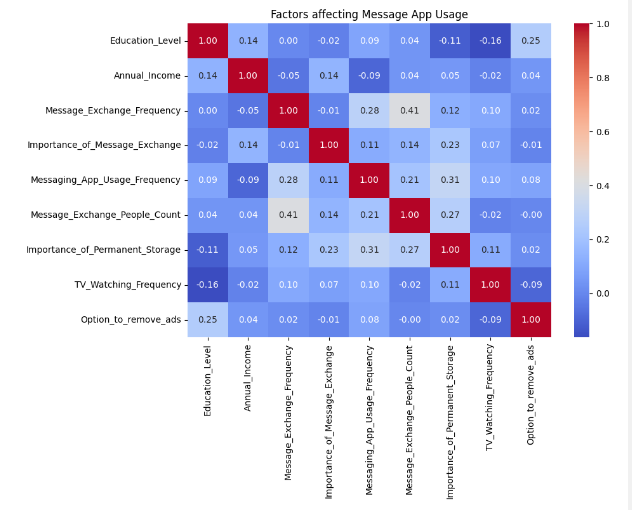 Factors affecting Message App Usage
Education_Level 1.00 0.14 0.00 -0.02 0.09 0.04 -0.11 -0.16 0.25
Annual_Income 0.14 1.00 -0.05 0.14 -0.09 0.04 0.05 -0.02 0.04
Message_Exchange_Frequency 0.00 -0.05 1.00 -0.01 0.28 0.41 0.12 0.10 0.02
Importance_of_Message_Exchange -0.02 0.14 -0.01 1.00 0.11 0.14 0.23 0.07 -0.01
Messaging_App_Usage_Frequency 0.09 -0.09 0.28 0.11 1.00 0.21 0.31 0.10 0.08
Message_Exchange_People_Count 0.04 0.04 0.41 0.14 0.21 1.00 0.27 -0.02 -0.00
Importance_of_Permanent_Storage -0.11 0.05 0.12 0.23 0.31 0.27 1.00 0.11 0.02
TV_Watching_Frequency -0.16 -0.02 0.10 0.07 0.10 -0.02 0.11 1.00 -0.09
Option_to_remove_ads 0.25 0.04 0.02 -0.01 0.08 -0.00 0.02 -0.09 1.00
Education_Level
Annual_Income
Message_Exchange_Frequency
Importance_of_Message_Exchange
Messaging_App_Usage_Frequency
Message_Exchange_People_Count
Importance_of_Permanent_Storage
TV_Watching_Frequency
Option_to_remove_ads
1.0
0.8
0.6
0.4
0.2
0.0